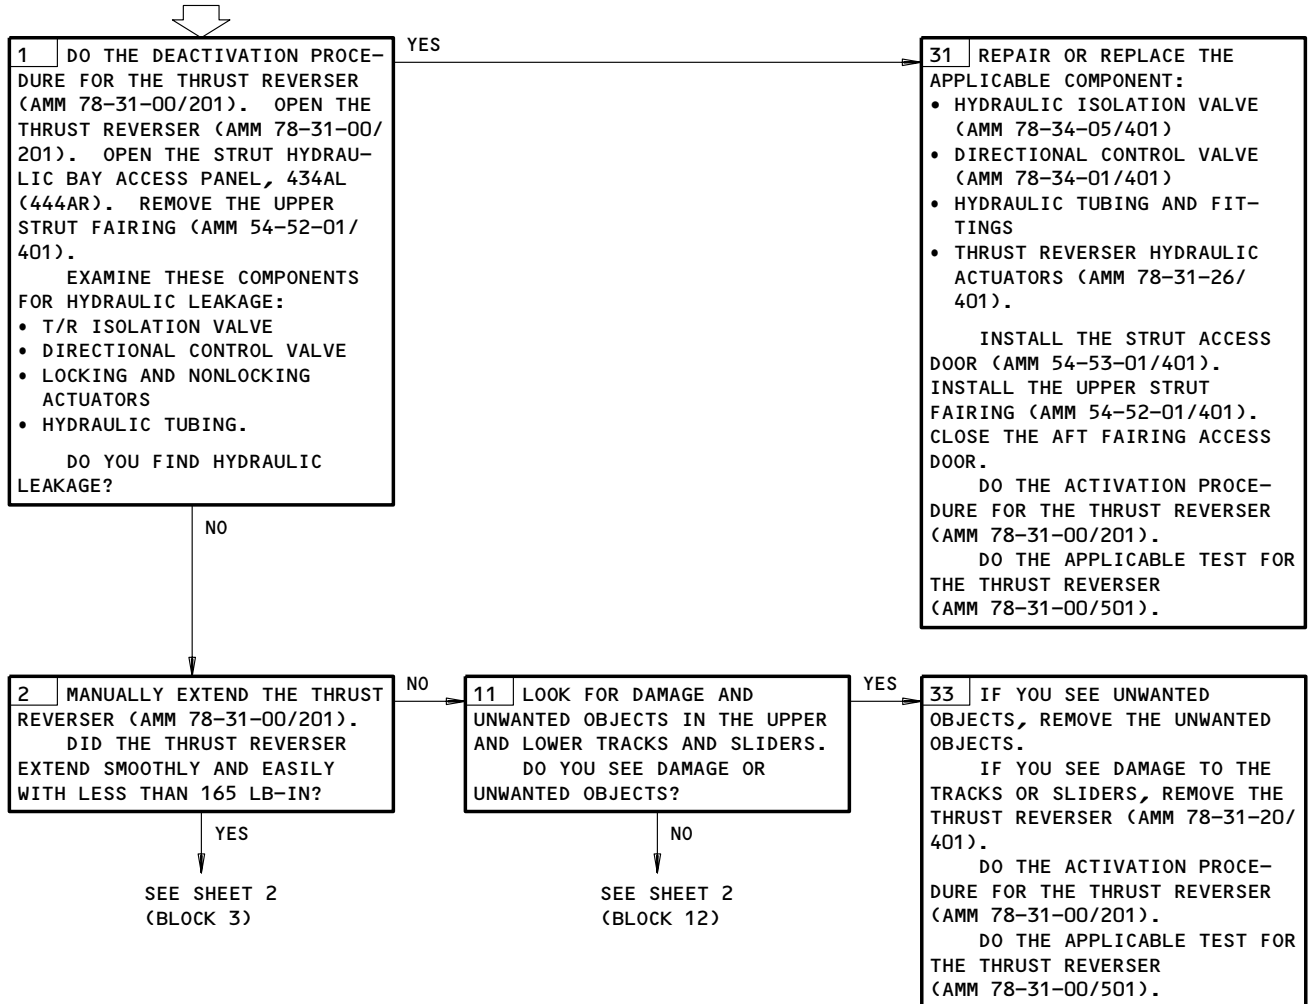 1 DO THE DEACTIVATION PROCE–
DURE FOR THE THRUST REVERSER
(AMM 78–31–00/201). OPEN THE
THRUST REVERSER (AMM 78–31–00/
201). OPEN THE STRUT HYDRAU–
LIC BAY ACCESS PANEL, 434AL
(444AR). REMOVE THE UPPER
STRUT FAIRING (AMM 54–52–01/
401).
EXAMINE THESE COMPONENTS
FOR HYDRAULIC LEAKAGE:
• T/R ISOLATION VALVE
• DIRECTIONAL CONTROL VALVE
• LOCKING AND NONLOCKING
ACTUATORS
• HYDRAULIC TUBING.
DO YOU FIND HYDRAULIC
LEAKAGE?
YES
31 REPAIR OR REPLACE THE
APPLICABLE COMPONENT:
• HYDRAULIC ISOLATION VALVE
(AMM 78–34–05/401)
• DIRECTIONAL CONTROL VALVE
(AMM 78–34–01/401)
• HYDRAULIC TUBING AND FIT–
TINGS
• THRUST REVERSER HYDRAULIC
ACTUATORS (AMM 78–31–26/
401).
INSTALL THE STRUT ACCESS
DOOR (AMM 54–53–01/401).
INSTALL THE UPPER STRUT
FAIRING (AMM 54–52–01/401).
CLOSE THE AFT FAIRING ACCESS
DOOR.
DO THE ACTIVATION PROCE–
DURE FOR THE THRUST REVERSER
(AMM 78–31–00/201).
DO THE APPLICABLE TEST FOR
THE THRUST REVERSER
(AMM 78–31–00/501).
NO
2 MANUALLY EXTEND THE THRUST
REVERSER (AMM 78–31–00/201).
DID THE THRUST REVERSER
EXTEND SMOOTHLY AND EASILY
WITH LESS THAN 165 LB–IN?
NO
11 LOOK FOR DAMAGE AND
UNWANTED OBJECTS IN THE UPPER
AND LOWER TRACKS AND SLIDERS.
DO YOU SEE DAMAGE OR
UNWANTED OBJECTS?
YES
33 IF YOU SEE UNWANTED
OBJECTS, REMOVE THE UNWANTED
OBJECTS.
IF YOU SEE DAMAGE TO THE
TRACKS OR SLIDERS, REMOVE THE
THRUST REVERSER (AMM 78–31–20/
401).
DO THE ACTIVATION PROCE–
DURE FOR THE THRUST REVERSER
(AMM 78–31–00/201).
DO THE APPLICABLE TEST FOR
THE THRUST REVERSER
(AMM 78–31–00/501).
YES
SEE SHEET 2
(BLOCK 3)
NO
SEE SHEET 2
(BLOCK 12)